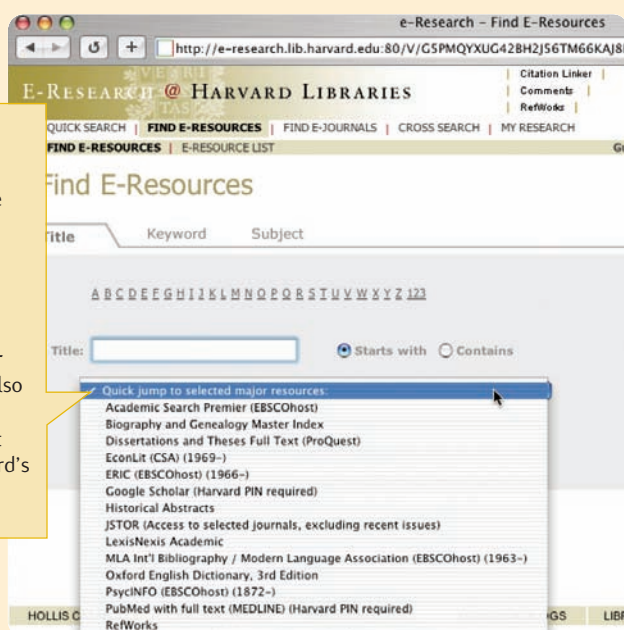 e-Research – Find E-Resources
http://e-research.lib.harvard.edu:80/V/G5PMQYXUG42BH2J56TM66KAJ8
VE RI
TAS
E-RESEARCH @ HARVARD LIBRARIES
Citation Linker |
| Comments |
| RefWorks |
QUICK SEARCH | FIND E-RESOURCES | FIND E-JOURNALS | CROSS SEARCH | MY RESEARCH
FIND E-RESOURCES | E-RESOURCE LIST
Find E-Resources
Title Keyword Subject
A B C D E F G H I J K L M N O P Q R S T U V W X Y Z 123
Title: Starts with Contains
✓ Quick jump to selected major resources:
Academic Search Premier (EBSCOhost)
Biography and Genealogy Master Index
Dissertations and Theses Full Text (ProQuest)
EconLit (CSA) (1969–)
ERIC (EBSCOhost) (1966–)
Google Scholar (Harvard PIN required)
Historical Abstracts
JSTOR (Access to selected journals, excluding recent issues)
LexisNexis Academic
MLA Int'l Bibliography / Modern Language Association (EBSCOhost) (1963–)
Oxford English Dictionary, 3rd Edition
PsycINFO (EBSCOhost) (1872–)
PubMed with full text (MEDLINE) (Harvard PIN required)
RefWorks
HOLLIS